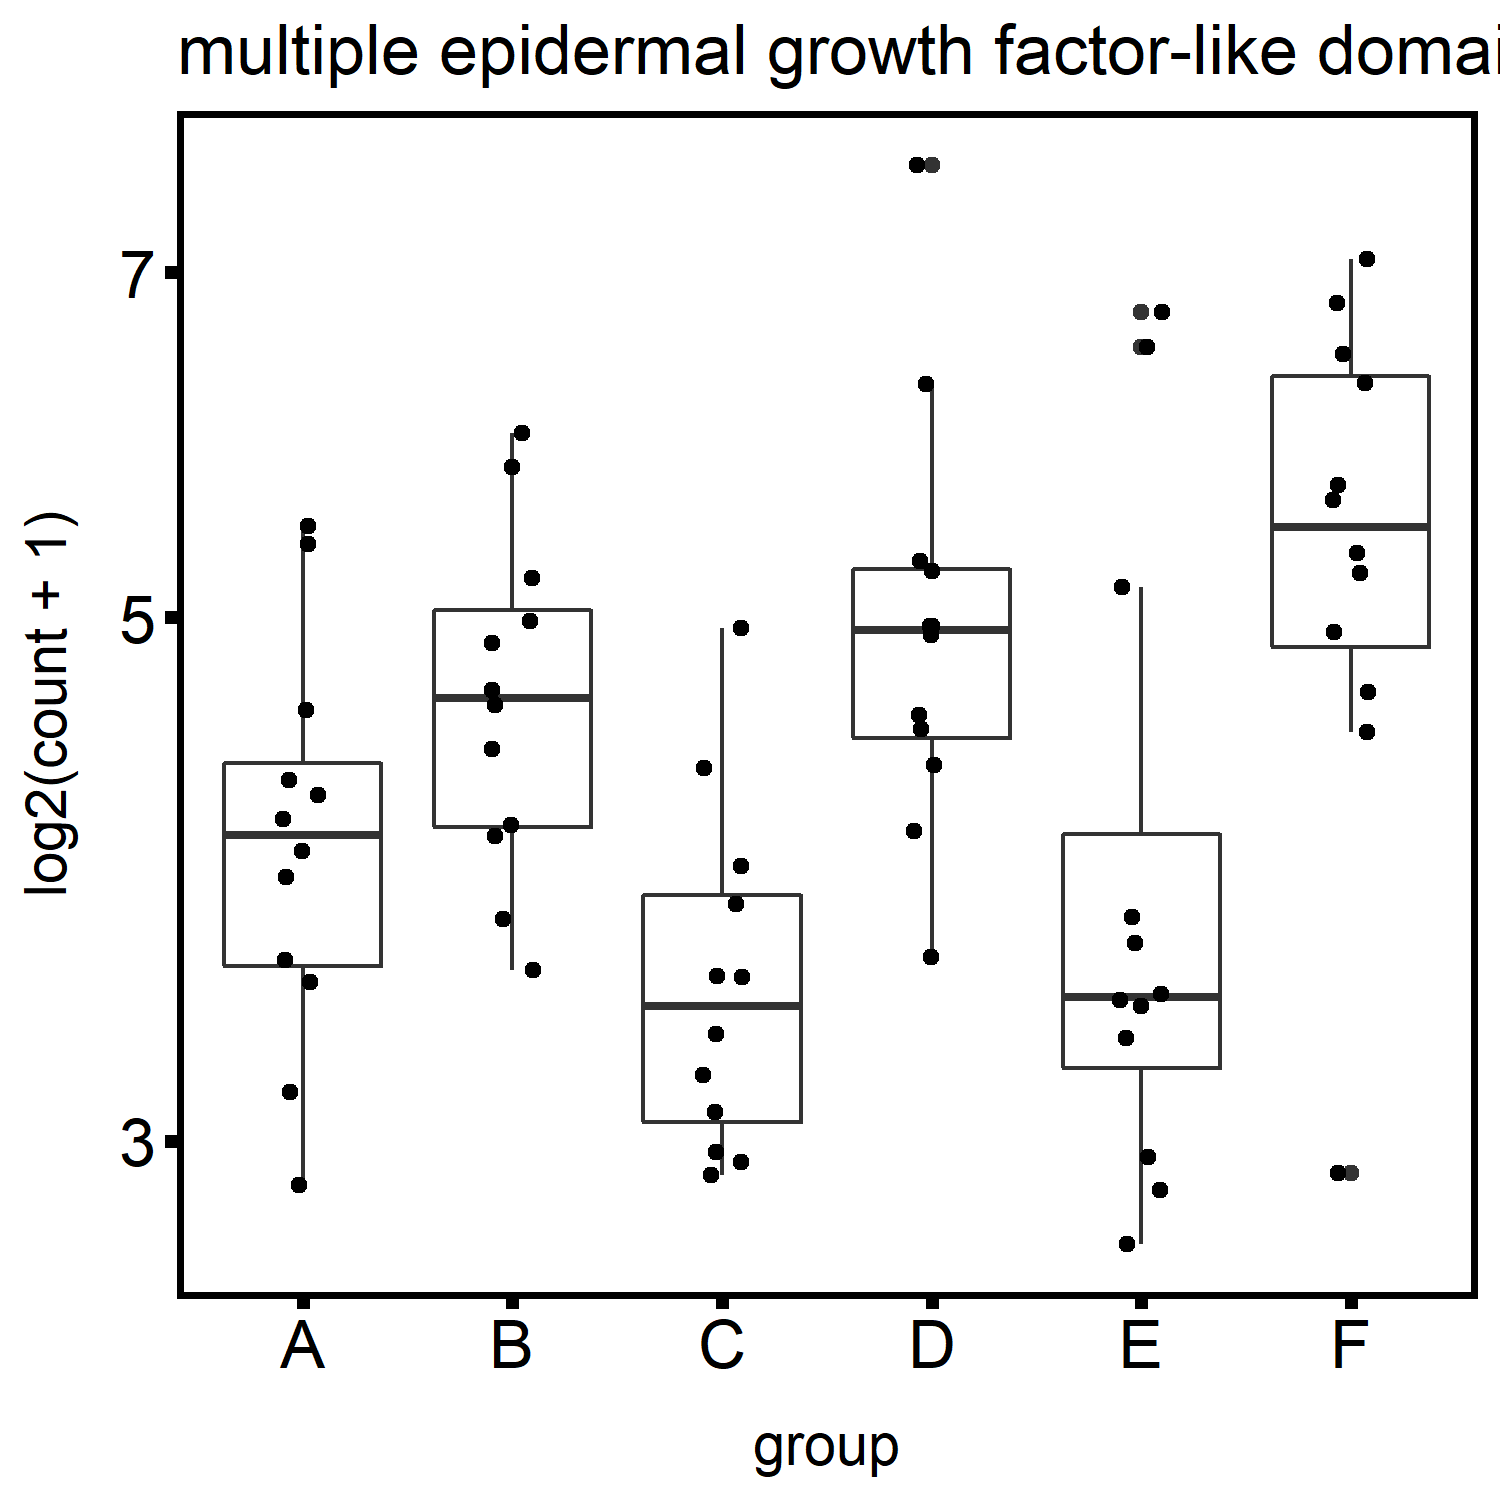 multiple epidermal growth factor-like domai
7
5
3
log2(count + 1)
A B C D E F
group